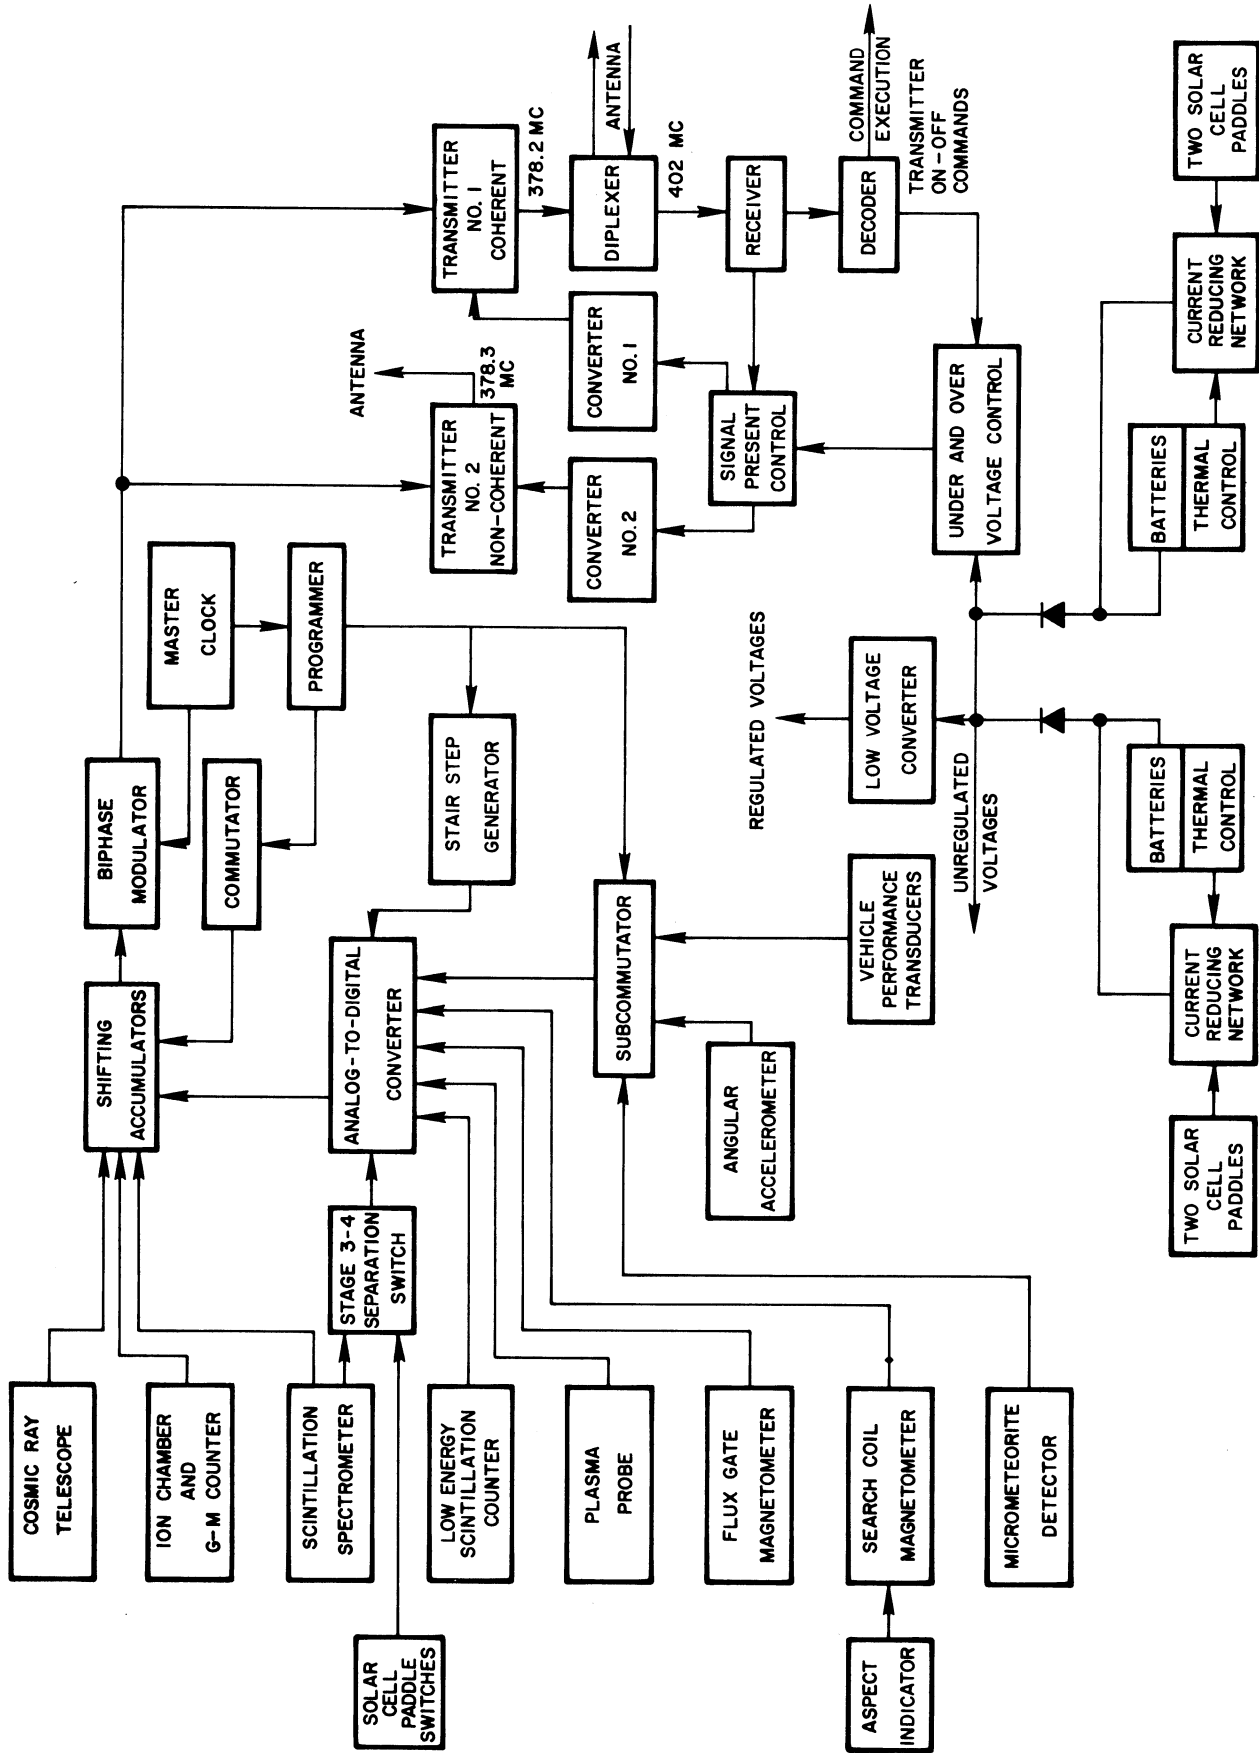 COSMIC RAY
TELESCOPE
ION CHAMBER
AND
G-M COUNTER
SCINTILLATION
SPECTROMETER
SOLAR
CELL
PADDLE
SWITCHES
LOW ENERGY
SCINTILLATION
COUNTER
PLASMA
PROBE
FLUX GATE
MAGNETOMETER
SEARCH COIL
MAGNETOMETER
ASPECT
INDICATOR
MICROMETEORITE
DETECTOR
STAGE 3-4
SEPARATION
SWITCH
SHIFTING
ACCUMULATORS
ANALOG-TO-DIGITAL
CONVERTER
SUBCOMMUTATOR
ANGULAR
ACCELEROMETER
VEHICLE
PERFORMANCE
TRANSDUCERS
BIPHASE
MODULATOR
COMMUTATOR
STAIR STEP
GENERATOR
MASTER
CLOCK
PROGRAMMER
REGULATED VOLTAGES
LOW VOLTAGE
CONVERTER
UNREGULATED
VOLTAGES
TWO SOLAR
CELL
PADDLES
CURRENT
REDUCING
NETWORK
BATTERIES
THERMAL
CONTROL
ANTENNA
378.3
MC
TRANSMITTER
NO. 2
NON-COHERENT
CONVERTER
NO. 2
TRANSMITTER
NO. 1
COHERENT
CONVERTER
NO. 1
378.2 MC
DIPLEXER
ANTENNA
402 MC
RECEIVER
SIGNAL
PRESENT
CONTROL
DECODER
COMMAND
EXECUTION
TRANSMITTER
ON-OFF
COMMANDS
UNDER AND OVER
VOLTAGE CONTROL
BATTERIES
THERMAL
CONTROL
CURRENT
REDUCING
NETWORK
TWO SOLAR
CELL
PADDLES